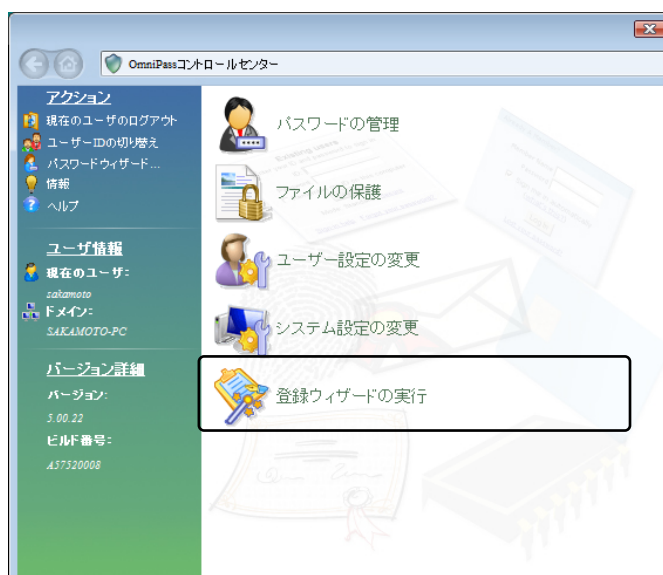 OmniPassコントロールセンター
アクション
現在のユーザのログアウト
ユーザーIDの切り替え
パスワードウィザード...
情報
ヘルプ
ユーザ情報
現在のユーザ:
sakamoto
ドメイン:
SAKAMOTO-PC
バージョン詳細
バージョン:
5.00.22
ビルド番号:
A57520008
パスワードの管理
ファイルの保護
ユーザー設定の変更
システム設定の変更
登録ウィザードの実行